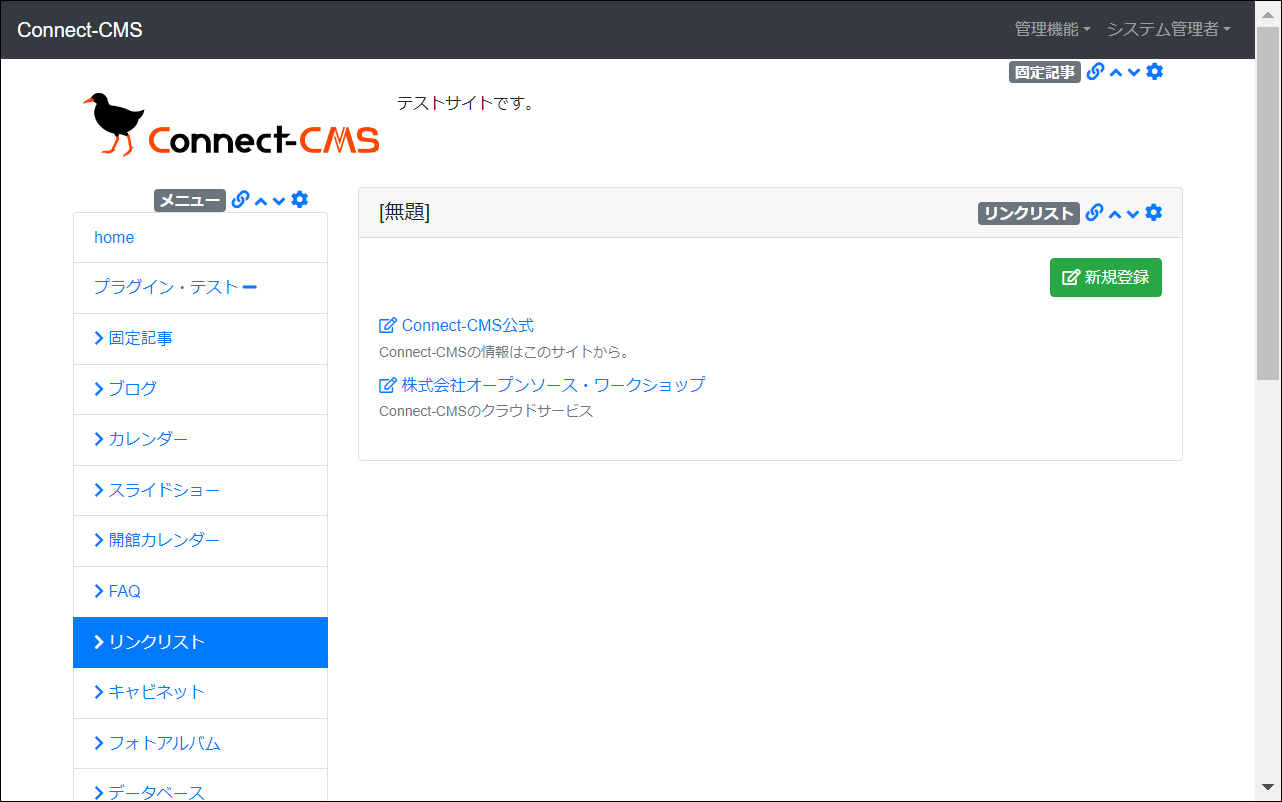 Connect-CMS
管理機能
システム管理者
固定記事
テストサイトです。
Connect-CMS
メニュー
home
プラグイン・テスト
固定記事
ブログ
カレンダー
スライドショー
開館カレンダー
FAQ
リンクリスト
キャビネット
フォトアルバム
データベース
[無題]
リンクリスト
新規登録
Connect-CMS公式
Connect-CMSの情報はこのサイトから。
株式会社オープンソース・ワークショップ
Connect-CMSのクラウドサービス